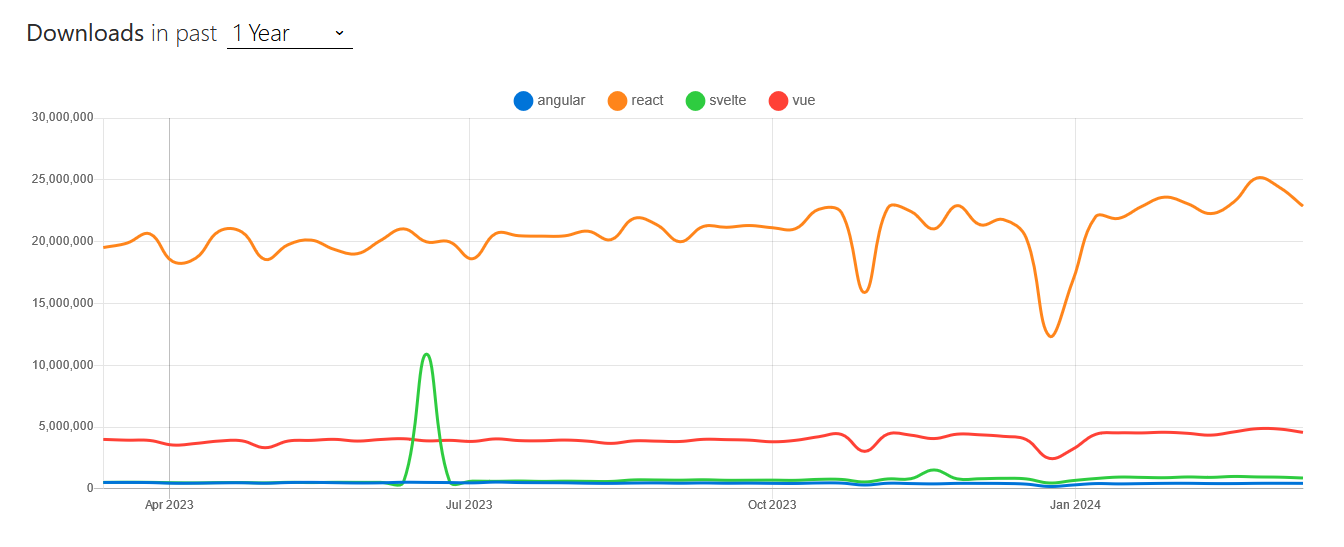 Downloads in past 1 Year
angular react svelte vue
30,000,000
25,000,000
20,000,000
15,000,000
10,000,000
5,000,000
0
Apr 2023 Jul 2023 Oct 2023 Jan 2024